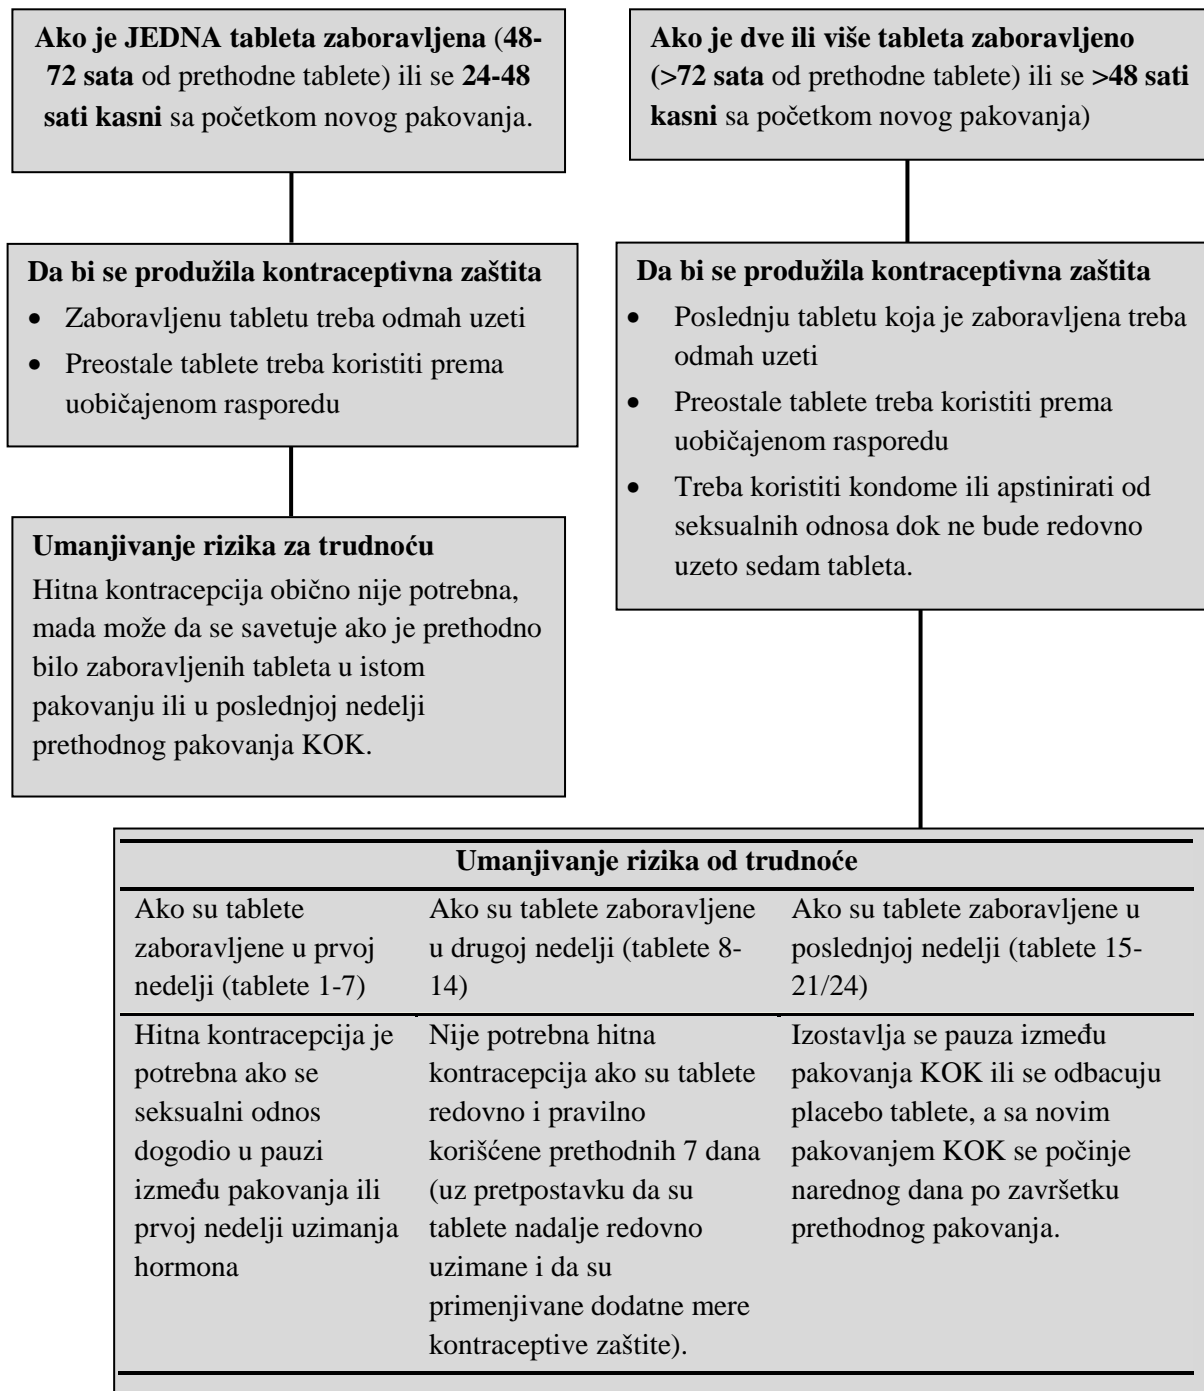 Ako je JEDNA tableta zaboravljena (48-
72 sata od prethodne tablete) ili se 24-48
sati kasni sa početkom novog pakovanja.
Ako je dve ili više tableta zaboravljeno
(>72 sata od prethodne tablete) ili se >48 sati
kasni sa početkom novog pakovanja)
Da bi se produžila kontraceptivna zaštita
• Zaboravljenu tabletu treba odmah uzeti
• Preostale tablete treba koristiti prema
uobičajenom rasporedu
Da bi se produžila kontraceptivna zaštita
• Poslednju tabletu koja je zaboravljena treba
odmah uzeti
• Preostale tablete treba koristiti prema
uobičajenom rasporedu
• Treba koristiti kondome ili apstinirati od
seksualnih odnosa dok ne bude redovno
uzeto sedam tableta.
Umanjivanje rizika za trudnoću
Hitna kontracepcija obično nije potrebna,
mada može da se savetuje ako je prethodno
bilo zaboravljenih tableta u istom
pakovanju ili u poslednjoj nedelji
prethodnog pakovanja KOK.
Umanjivanje rizika od trudnoće
Ako su tablete
zaboravljene u prvoj
nedelji (tablete 1-7)
Ako su tablete zaboravljene
u drugoj nedelji (tablete 8-
14)
Ako su tablete zaboravljene u
poslednjoj nedelji (tablete 15-
21/24)
Hitna kontracepcija je
potrebna ako se
seksualni odnos
dogodio u pauzi
između pakovanja ili
prvoj nedelji uzimanja
hormona
Nije potrebna hitna
kontracepcija ako su tablete
redovno i pravilno
korišćene prethodnih 7 dana
(uz pretpostavku da su
tablete nadalje redovno
uzimane i da su
primenjivane dodatne mere
kontraceptive zaštite).
Izostavlja se pauza između
pakovanja KOK ili se odbacuju
placebo tablete, a sa novim
pakovanjem KOK se počinje
narednog dana po završetku
prethodnog pakovanja.